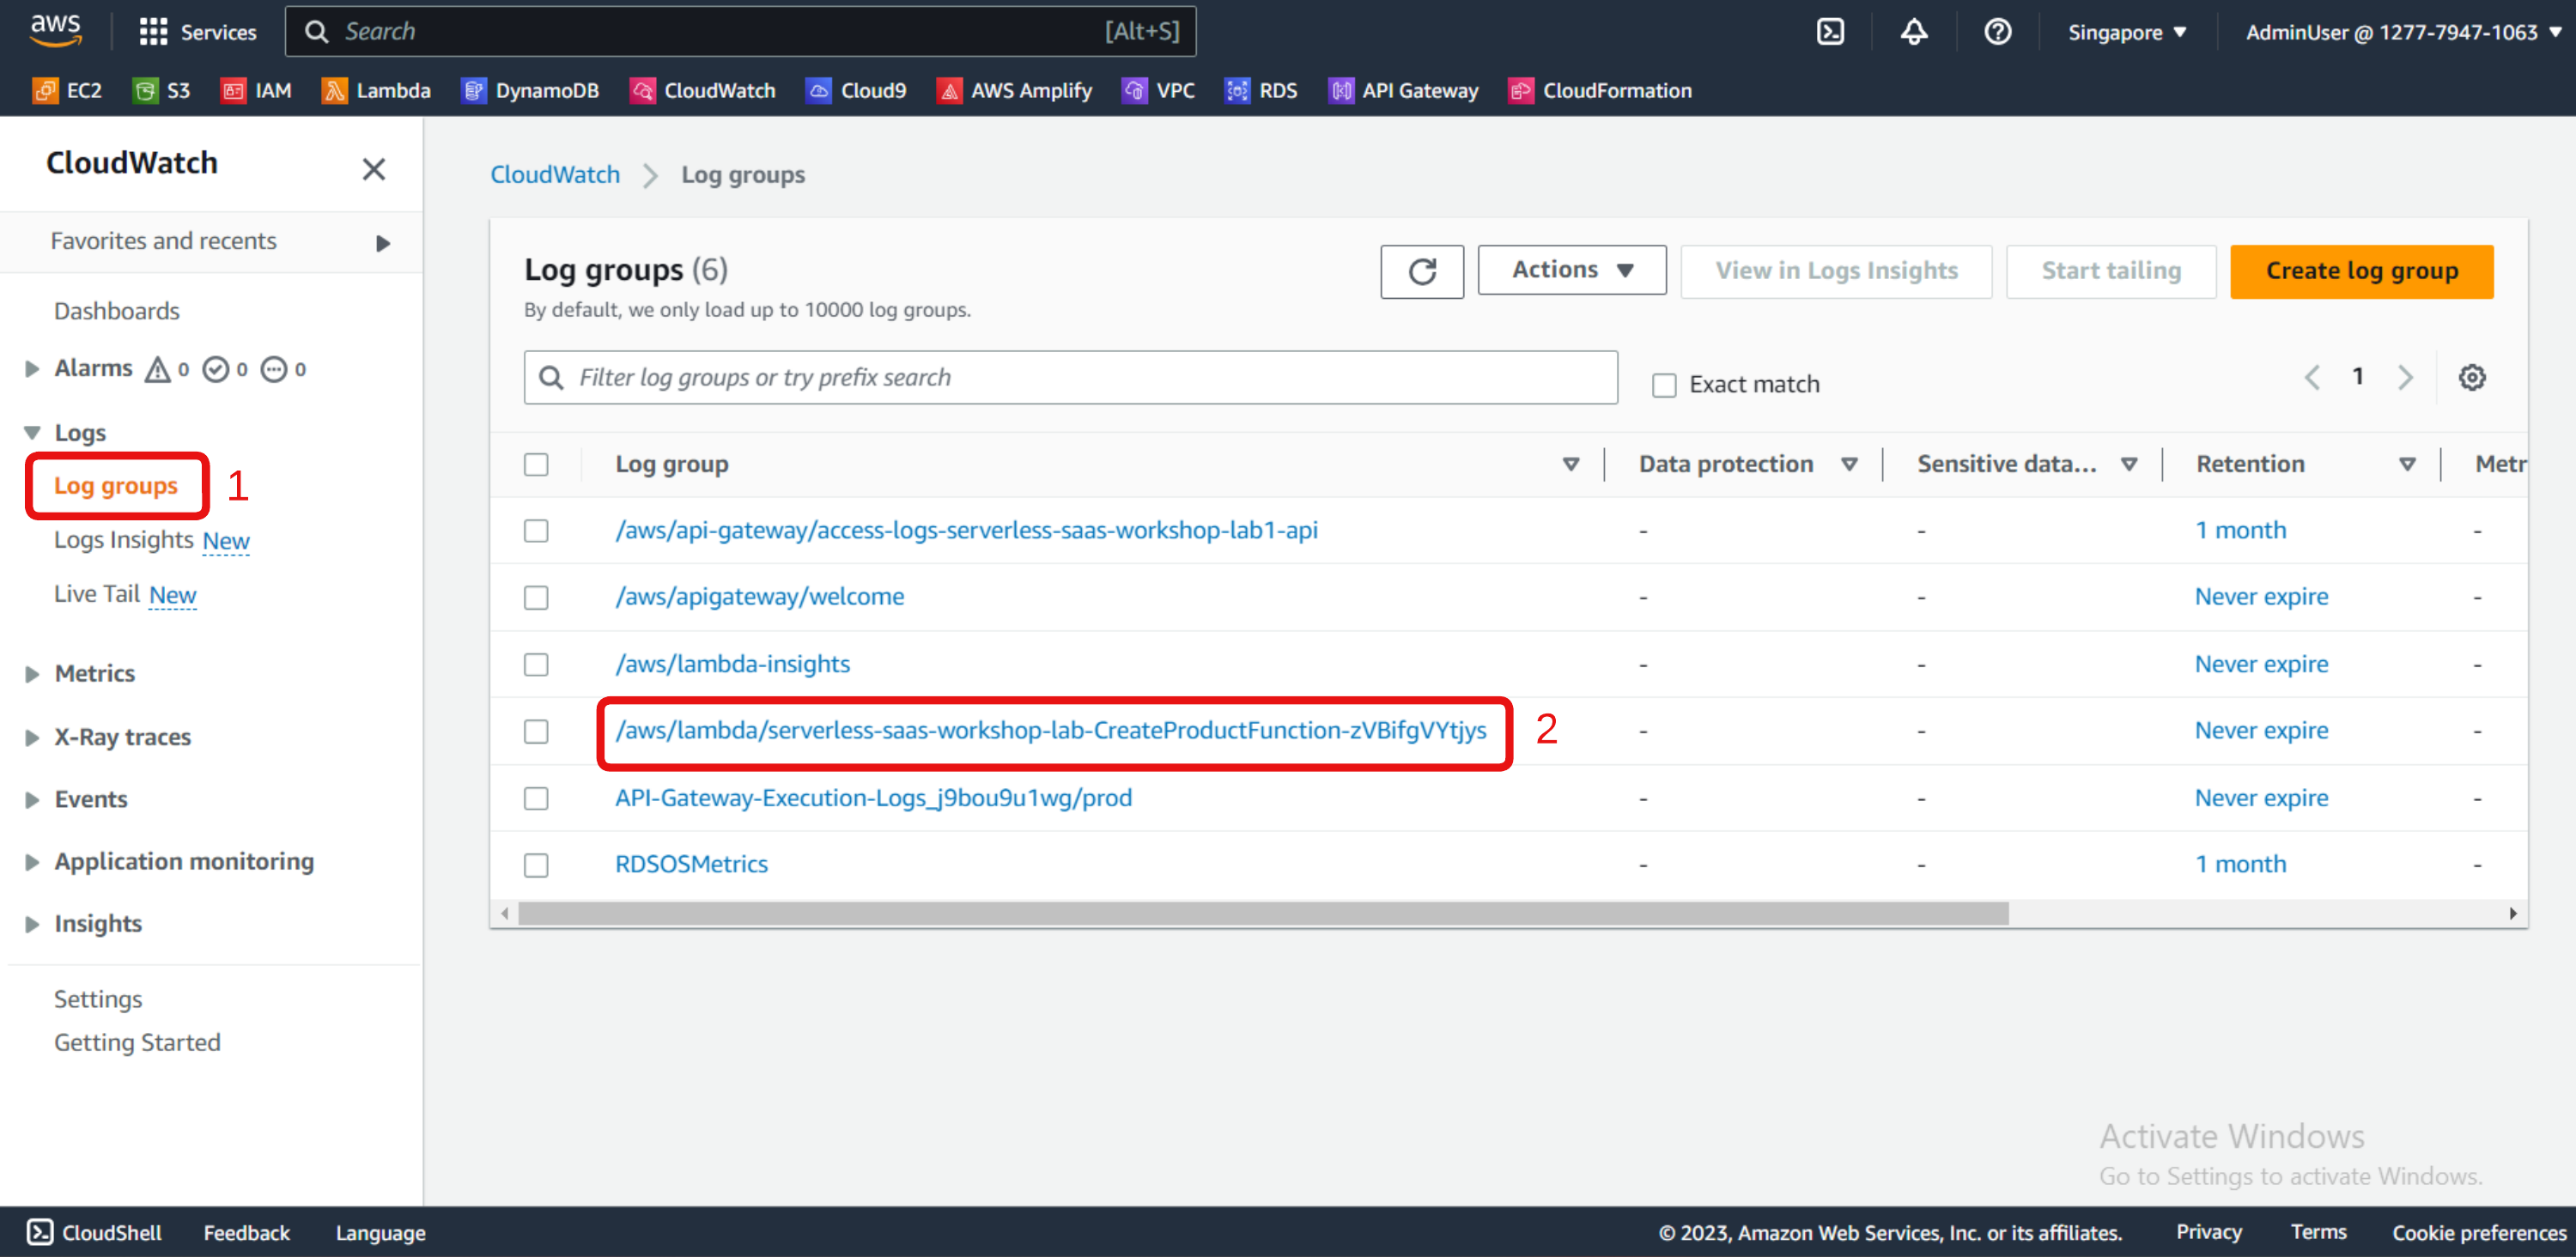 aws Services Search [Alt+S] Singapore AdminUser @ 1277-7947-1063
EC2 S3 IAM Lambda DynamoDB CloudWatch Cloud9 AWS Amplify VPC RDS API Gateway CloudFormation
CloudWatch
Favorites and recents
Dashboards
Alarms 0 0 0
Logs
Log groups 1
Logs Insights New
Live Tail New
Metrics
X-Ray traces
Events
Application monitoring
Insights
Settings
Getting Started
CloudWatch Log groups
Log groups (6) Actions View in Logs Insights Start tailing Create log group
By default, we only load up to 10000 log groups.
Filter log groups or try prefix search Exact match 1
Log group Data protection Sensitive data... Retention Metr
/aws/api-gateway/access-logs-serverless-saas-workshop-lab1-api - - 1 month -
/aws/apigateway/welcome - - Never expire -
/aws/lambda-insights - - Never expire -
/aws/lambda/serverless-saas-workshop-lab-CreateProductFunction-zVBifgVYtjys 2 - - Never expire -
API-Gateway-Execution-Logs_j9bou9u1wg/prod - - Never expire -
RDSOSMetrics - - 1 month -
Activate Windows
Go to Settings to activate Windows.
CloudShell Feedback Language © 2023, Amazon Web Services, Inc. or its affiliates. Privacy Terms Cookie preferences